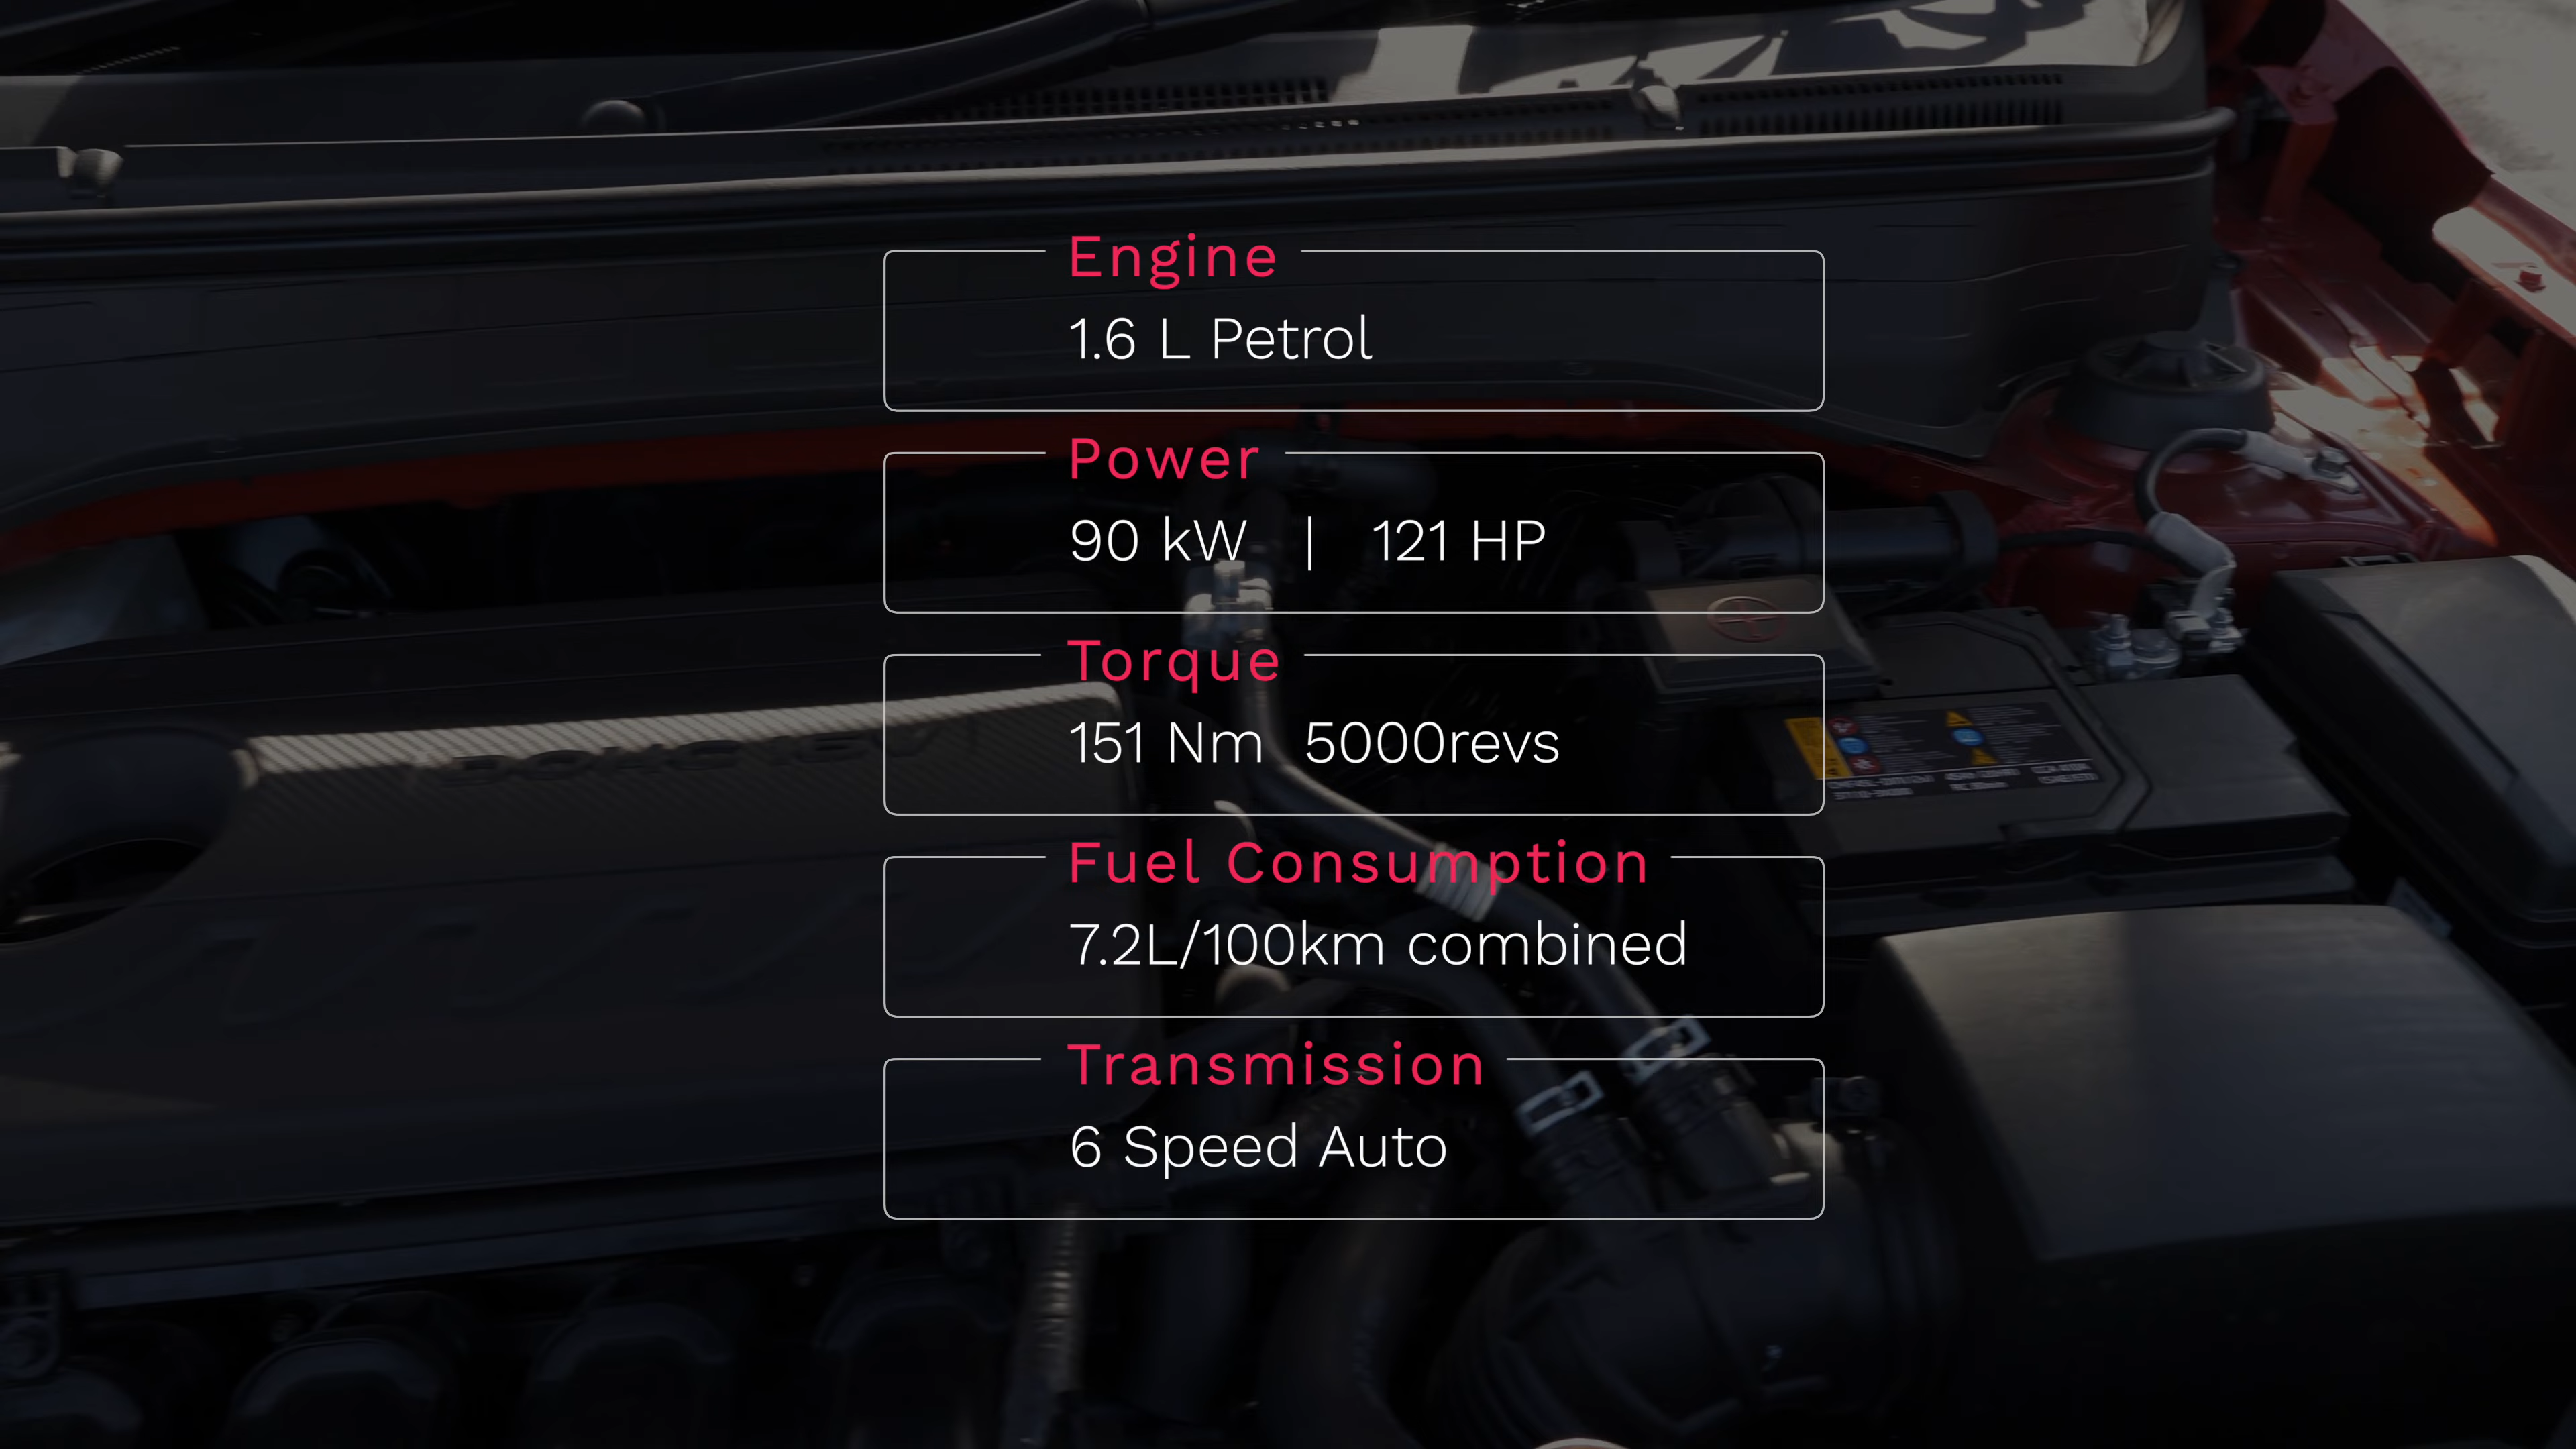 Engine
1.6 L Petrol
Power
90 kW | 121 HP
Torque
151 Nm 5000revs
Fuel Consumption
7.2L/100km combined
Transmission
6 Speed Auto